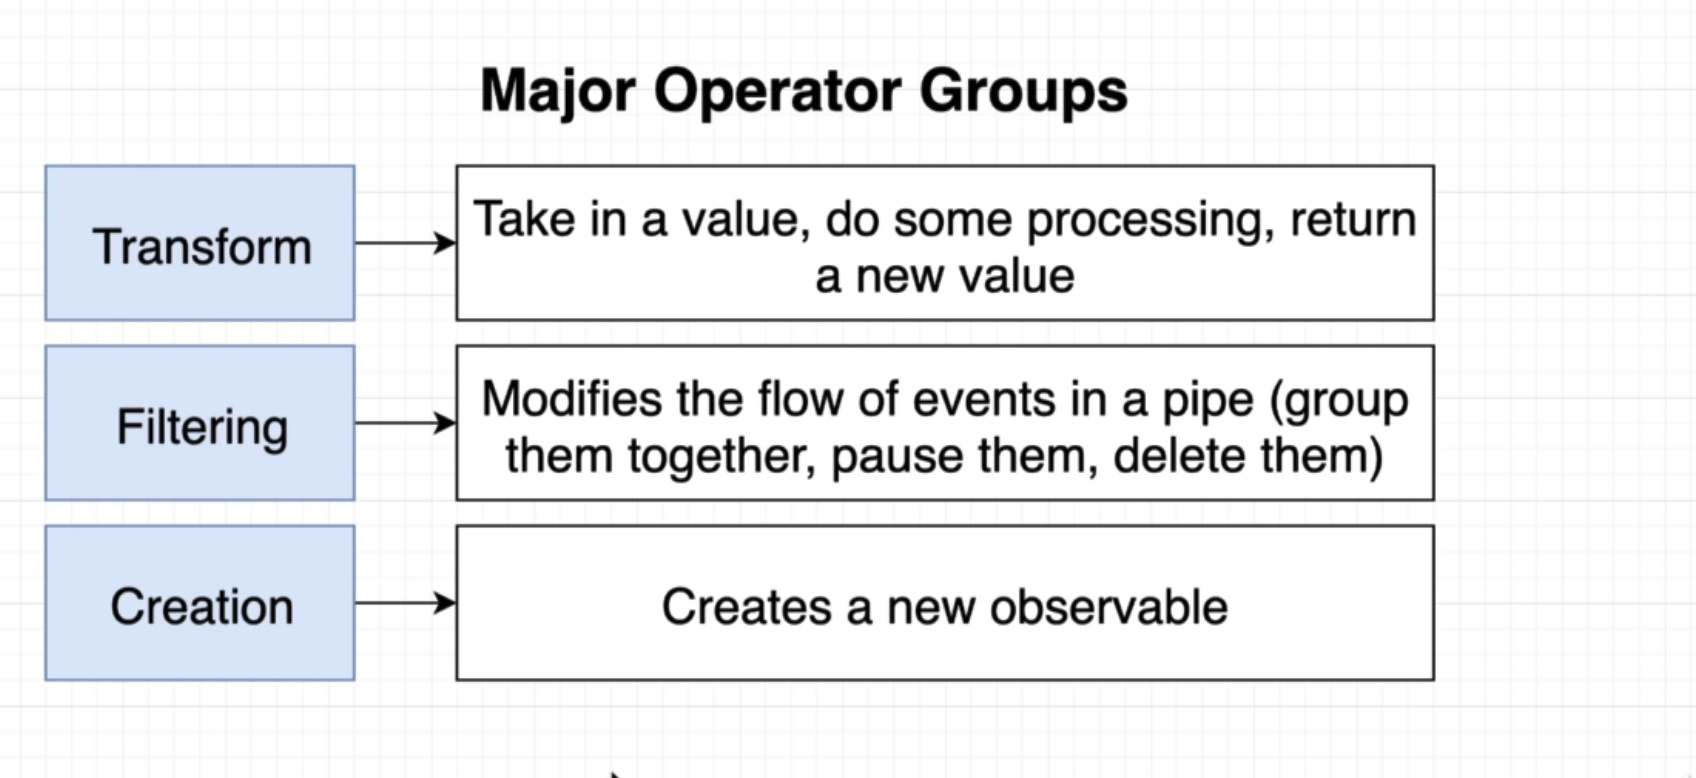 Major Operator Groups
Transform
Take in a value, do some processing, return
a new value
Filtering
Modifies the flow of events in a pipe (group
them together, pause them, delete them)
Creation
Creates a new observable